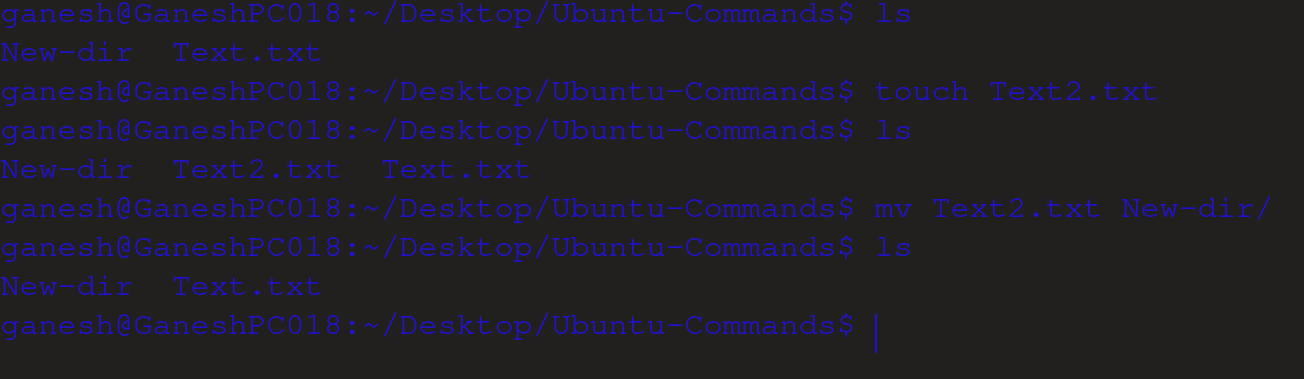 ganesh@GaneshPC018:~/Desktop/Ubuntu-Commands$ ls
New-dir  Text.txt
ganesh@GaneshPC018:~/Desktop/Ubuntu-Commands$ touch Text2.txt
ganesh@GaneshPC018:~/Desktop/Ubuntu-Commands$ ls
New-dir  Text2.txt  Text.txt
ganesh@GaneshPC018:~/Desktop/Ubuntu-Commands$ mv Text2.txt New-dir/
ganesh@GaneshPC018:~/Desktop/Ubuntu-Commands$ ls
New-dir  Text.txt
ganesh@GaneshPC018:~/Desktop/Ubuntu-Commands$